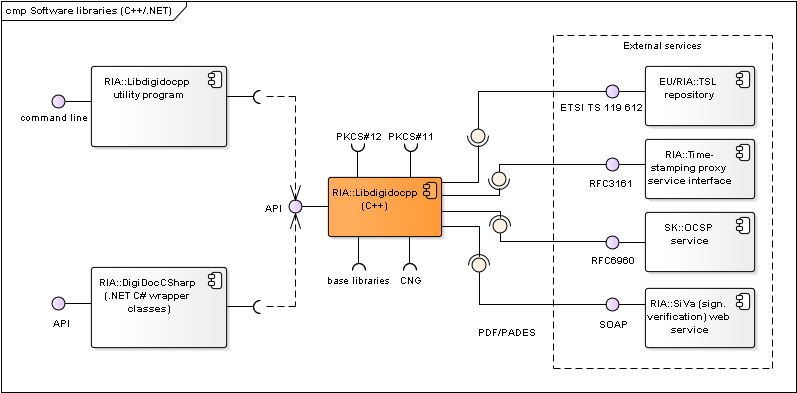 cmp Software libraries (C++/.NET)
External services
RIA::Libdigidocpp
utility program
command line
PKCS#12
PKCS#11
EU/RIA::TSL
repository
ETSI TS 119 612
RIA::Time-
stamping proxy
service interface
RFC3161
API
RIA::Libdigidocpp
(C++)
SK::OCSP
service
RFC6960
base libraries
CNG
RIA::DigiDocCSharp
(.NET C# wrapper
classes)
API
RIA::SiVa (sign.
verification) web
service
SOAP
PDF/PADES